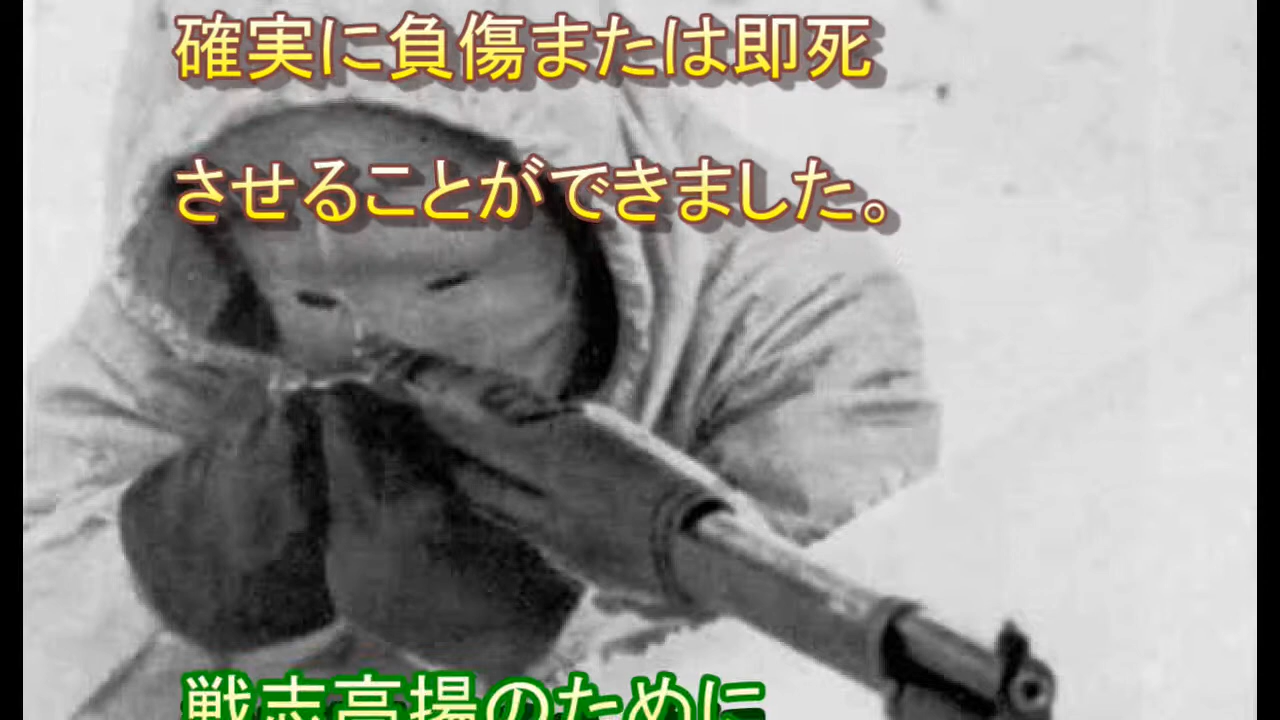 確実に負傷または即死
させることができました。
戦志高揚のために